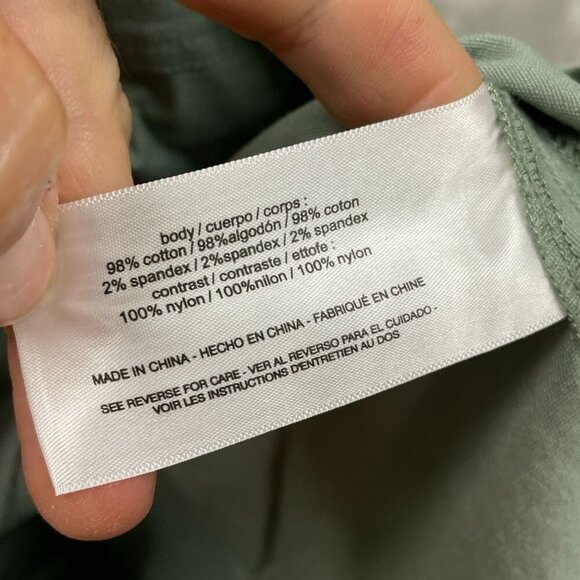 body / cuerpo / corps :
98% cotton / 98%algodón / 98% coton
2% spandex / 2%spandex / 2% spandex
contrast / contraste / ettofe :
100% nylon / 100%nilon / 100% nylon
MADE IN CHINA - HECHO EN CHINA - FABRIQUÉ EN CHINE
SEE REVERSE FOR CARE - VER AL REVERSO PARA EL CUIDADO -
VOIR LES INSTRUCTIONS D'ENTRETIEN AU DOS